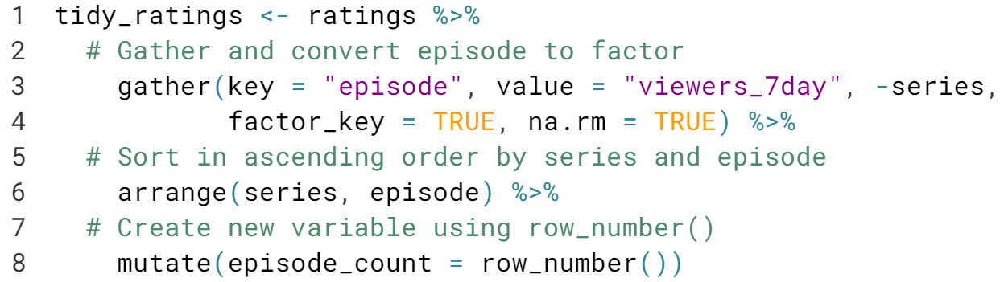 1 tidy_ratings <- ratings %>%
2 # Gather and convert episode to factor
3 gather(key = "episode", value = "viewers_7day", -series,
4 factor_key = TRUE, na.rm = TRUE) %>%
5 # Sort in ascending order by series and episode
6 arrange(series, episode) %>%
7 # Create new variable using row_number()
8 mutate(episode_count = row_number())